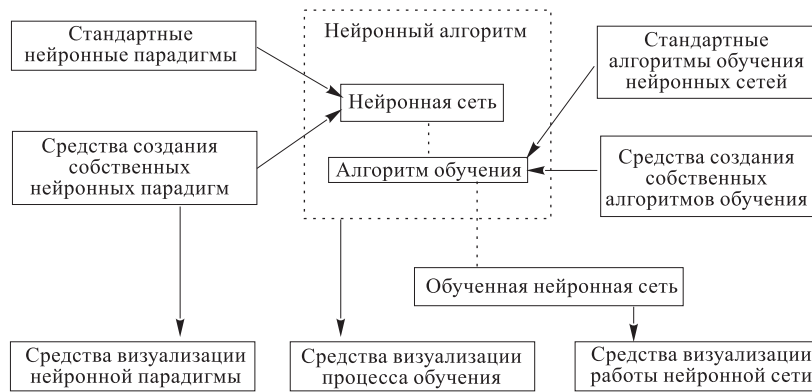 Стандартные
нейронные парадигмы
Нейронный алгоритм
Стандартные
алгоритмы обучения
нейронных сетей
Нейронная сеть
Средства создания
собственных
нейронных парадигм
Алгоритм обучения
Средства создания
собственных
алгоритмов обучения
Обученная нейронная сеть
Средства визуализации
нейронной парадигмы
Средства визуализации
процесса обучения
Средства визуализации
работы нейронной сети